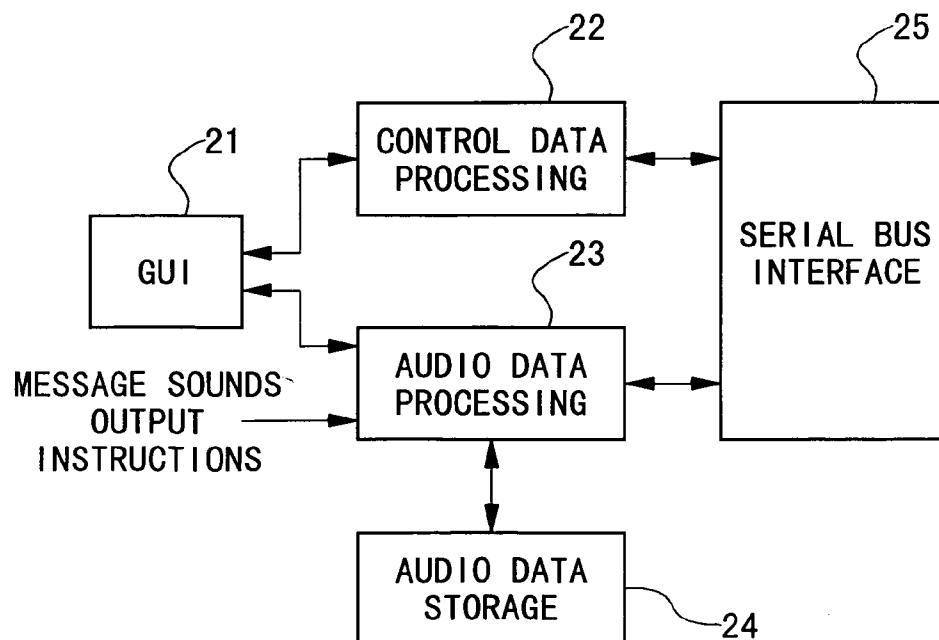 22
25
CONTROL DATA
PROCESSING
21
GUI
SERIAL BUS
INTERFACE
23
AUDIO DATA
PROCESSING
MESSAGE SOUNDS
OUTPUT
INSTRUCTIONS
AUDIO DATA
STORAGE
24